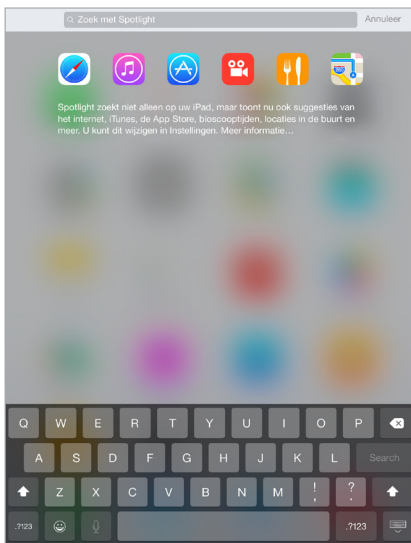 Zoek met Spotlight Annuleer
Spotlight zoekt niet alleen op uw iPad, maar toont nu ook suggesties van
het internet, iTunes, de App Store, bioscooptijden, locaties in de buurt en
meer. U kunt dit wijzigen in Instellingen. Meer informatie...
Q W E R T Y U I O P
A S D F G H J K L Search
Z X C V B N M ! , ? .
.?123 .?123